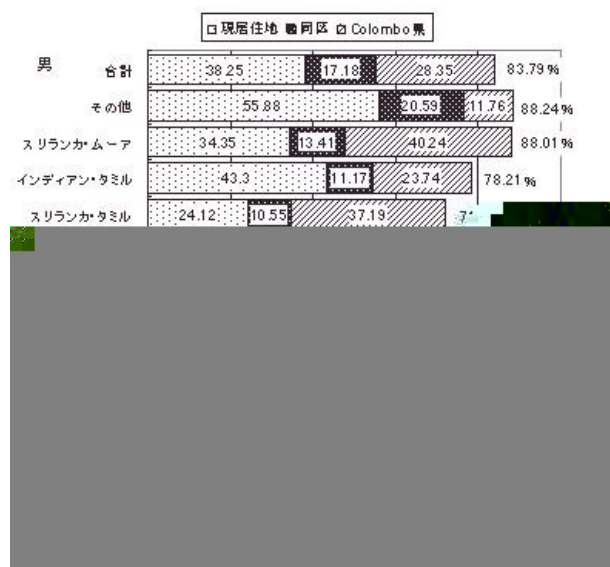 現居住地 同区 Colombo県
男
合計 38.25 17.18 28.35 83.79%
その他 55.88 20.59 11.76 88.24%
スリランカ・ムーア 34.35 13.41 40.24 88.01%
インディアン・タミル 43.3 11.17 23.74 78.21%
スリランカ・タミル 24.12 10.55 37.19